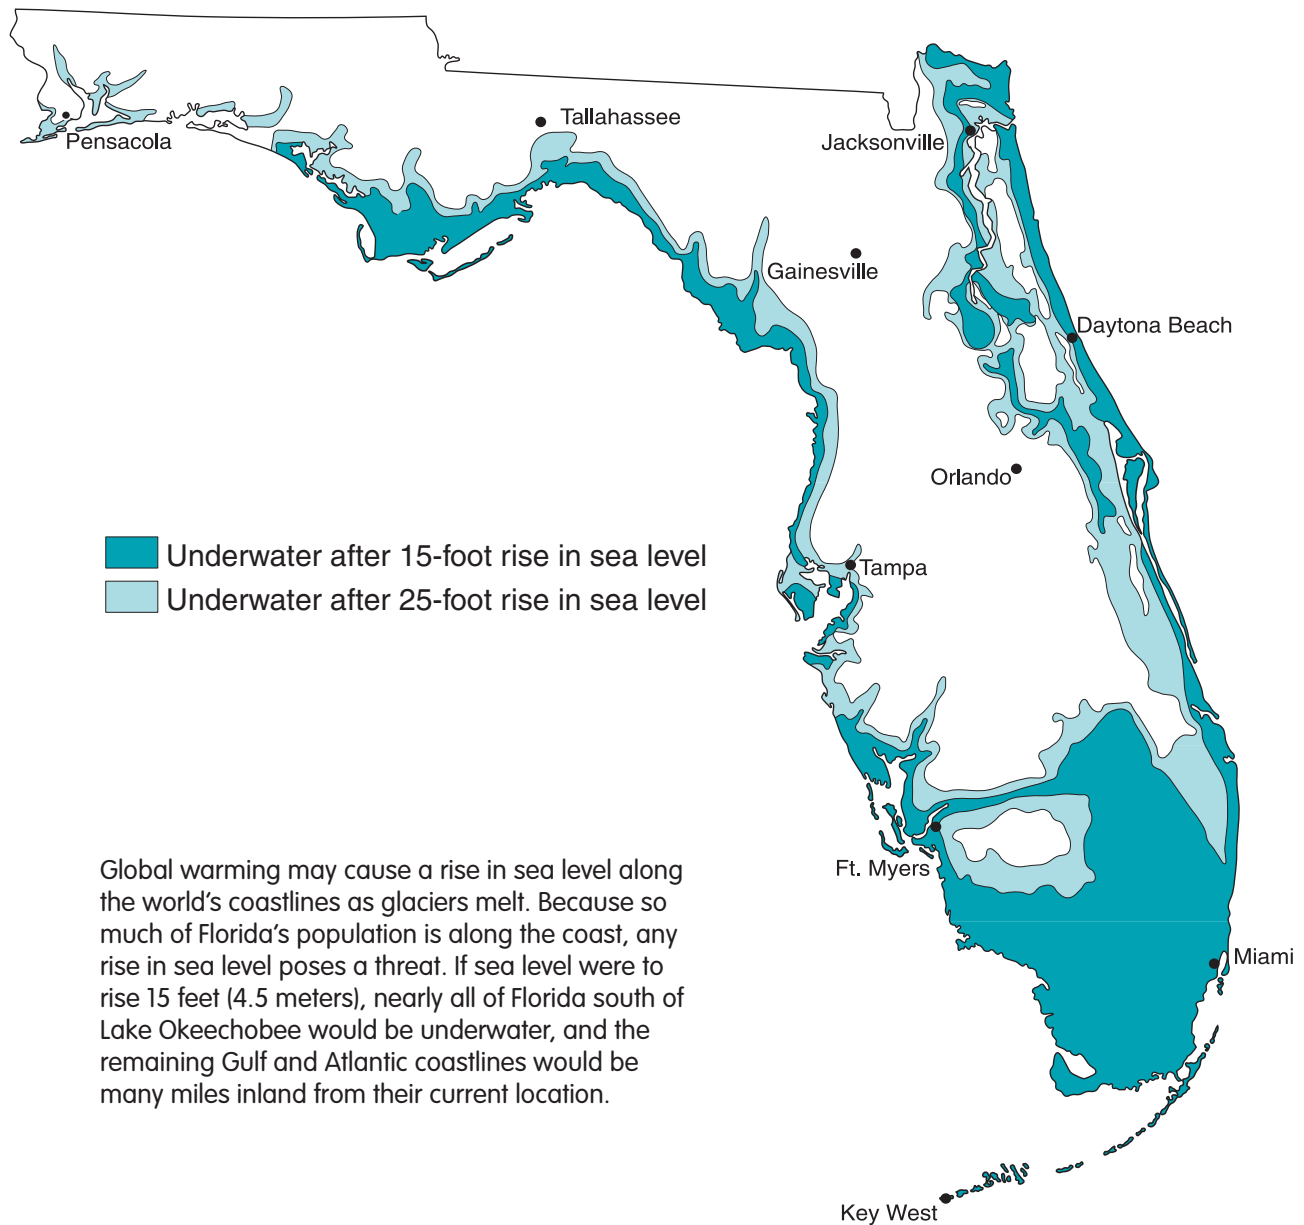 Tallahassee
Pensacola
Jacksonville
Gainesville
Daytona Beach
Orlando
Underwater after 15-foot rise in sea level
Tampa
Underwater after 25-foot rise in sea level
Global warming may cause a rise in sea level along
the world’s coastlines as glaciers melt. Because so
much of Florida’s population is along the coast, any
rise in sea level poses a threat. If sea level were to
rise 15 feet (4.5 meters), nearly all of Florida south of
Lake Okeechobee would be underwater, and the
remaining Gulf and Atlantic coastlines would be
many miles inland from their current location.
Ft. Myers
Miami
Key West